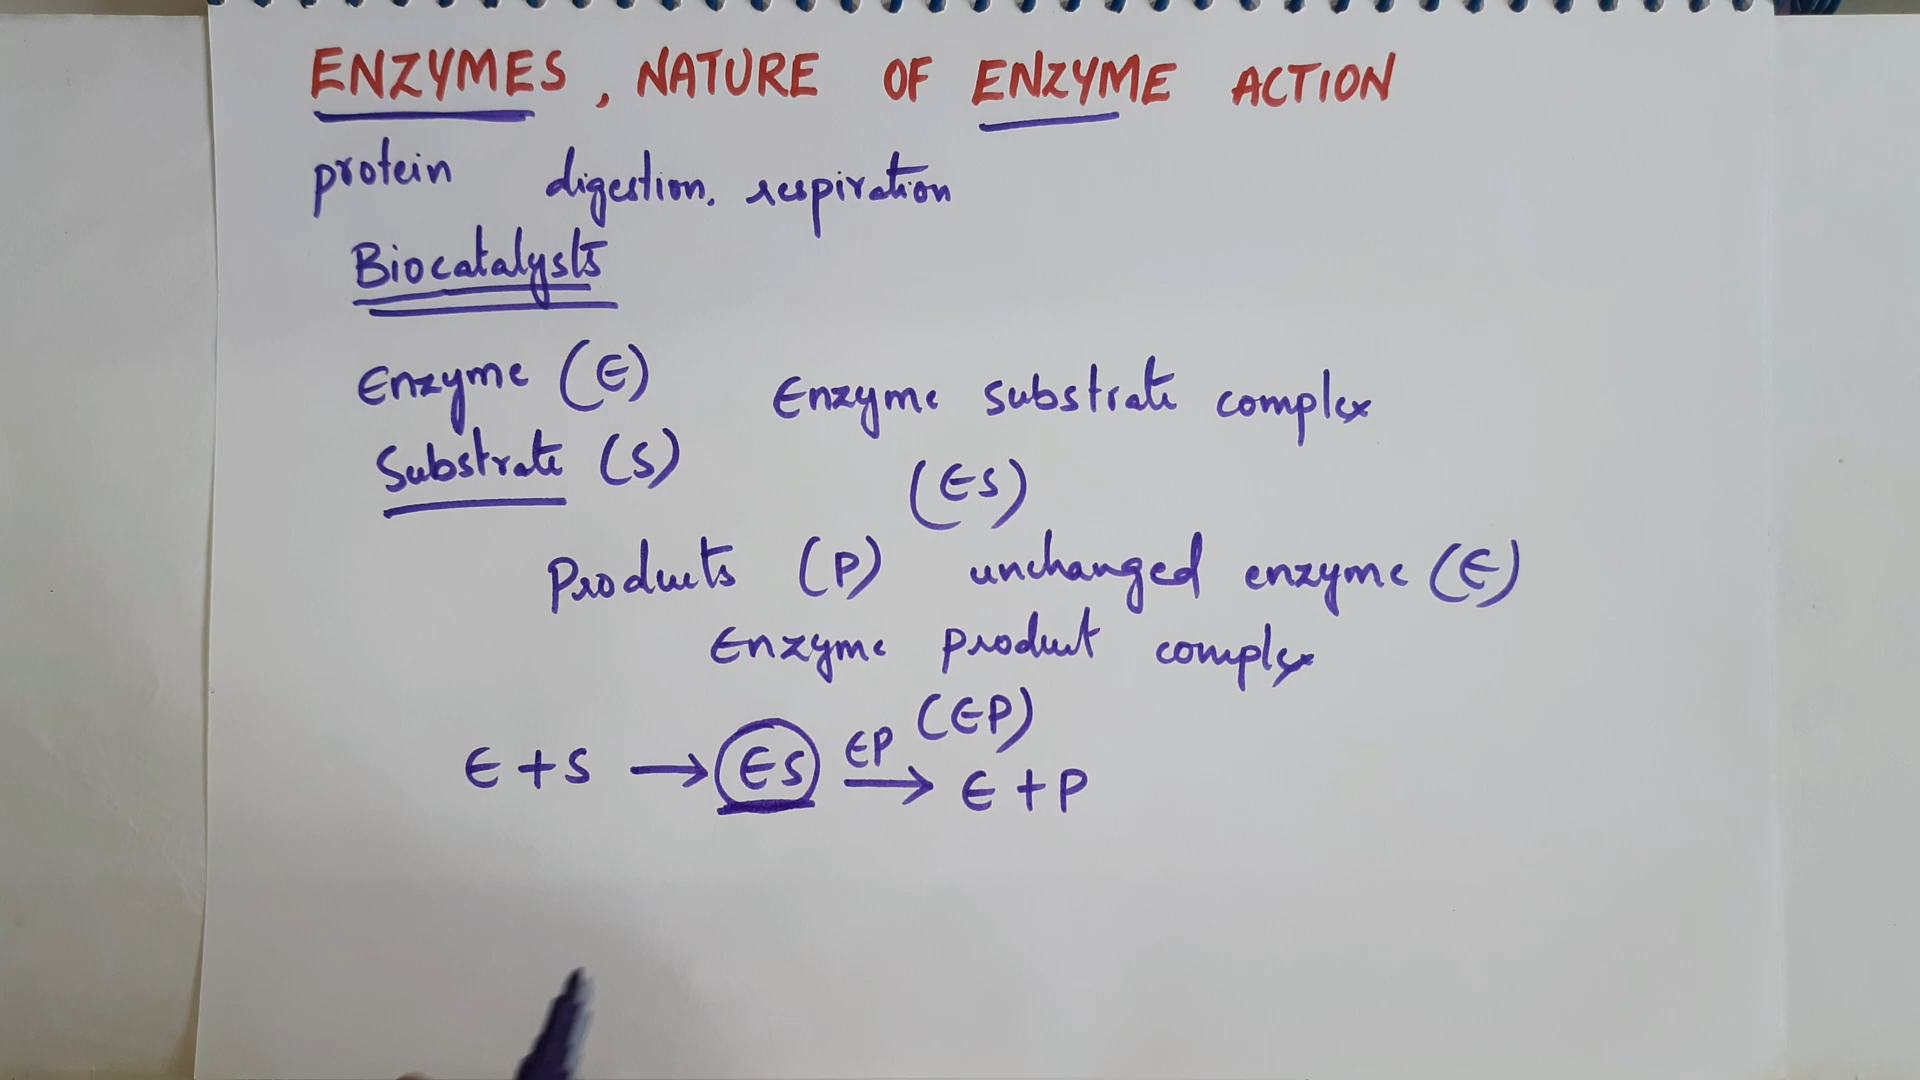 ENZYMES, NATURE OF ENZYME ACTION
protein digestion, respiration
Biocatalysts
Enzyme (E) Enzyme substrate complex
Substrate (S) (ES)
Products (P) unchanged enzyme (E)
Enzyme product complex
(EP)
E + S → ES EP → E + P